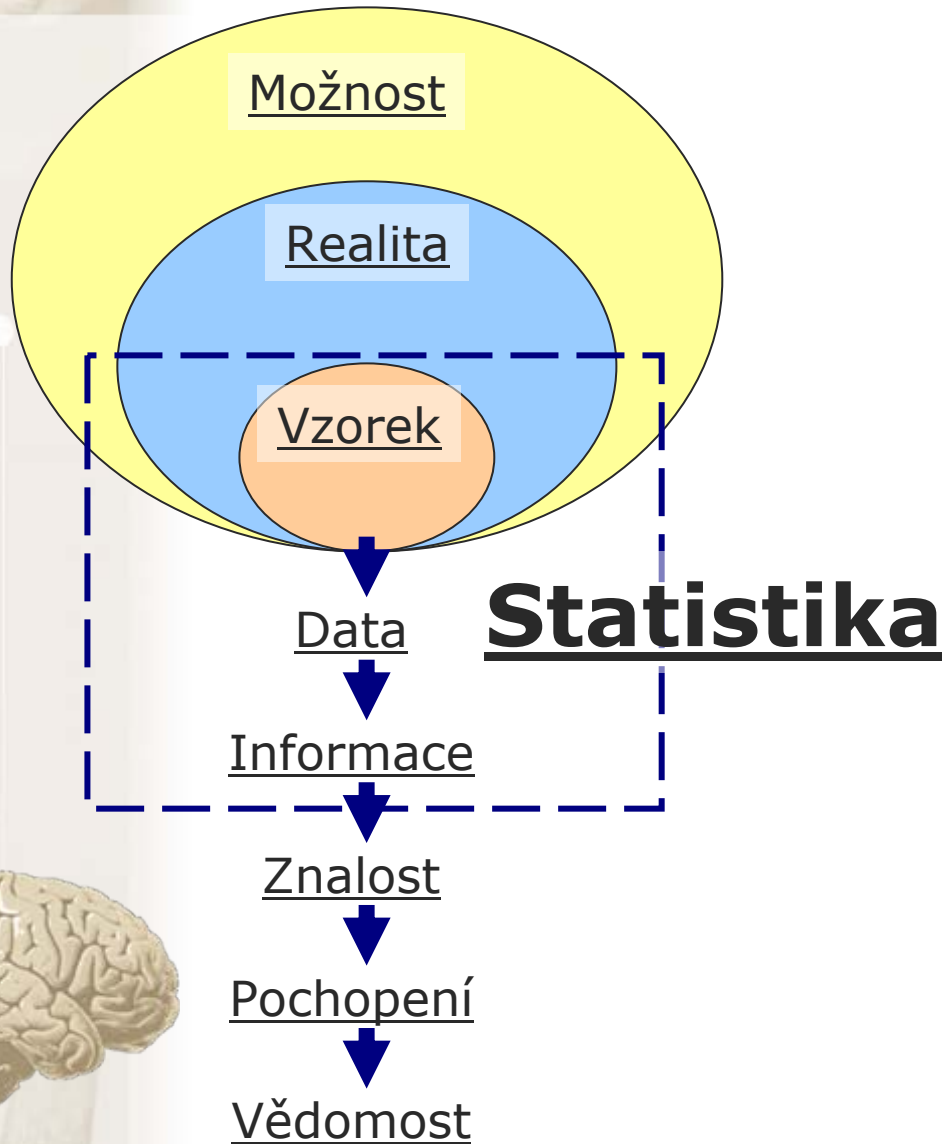 Možnost
Realita
Vzorek
Statistika
Data
Informace
Znalost
Pochopení
Vědomost